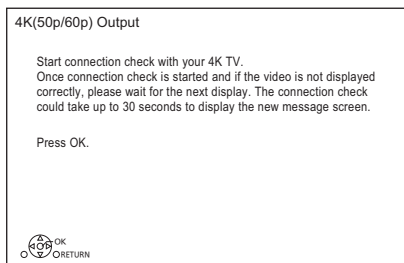 4K(50p/60p) Output
Start connection check with your 4K TV.
Once connection check is started and if the video is not displayed
correctly, please wait for the next display. The connection check
could take up to 30 seconds to display the new message screen.
Press OK.
OK
RETURN